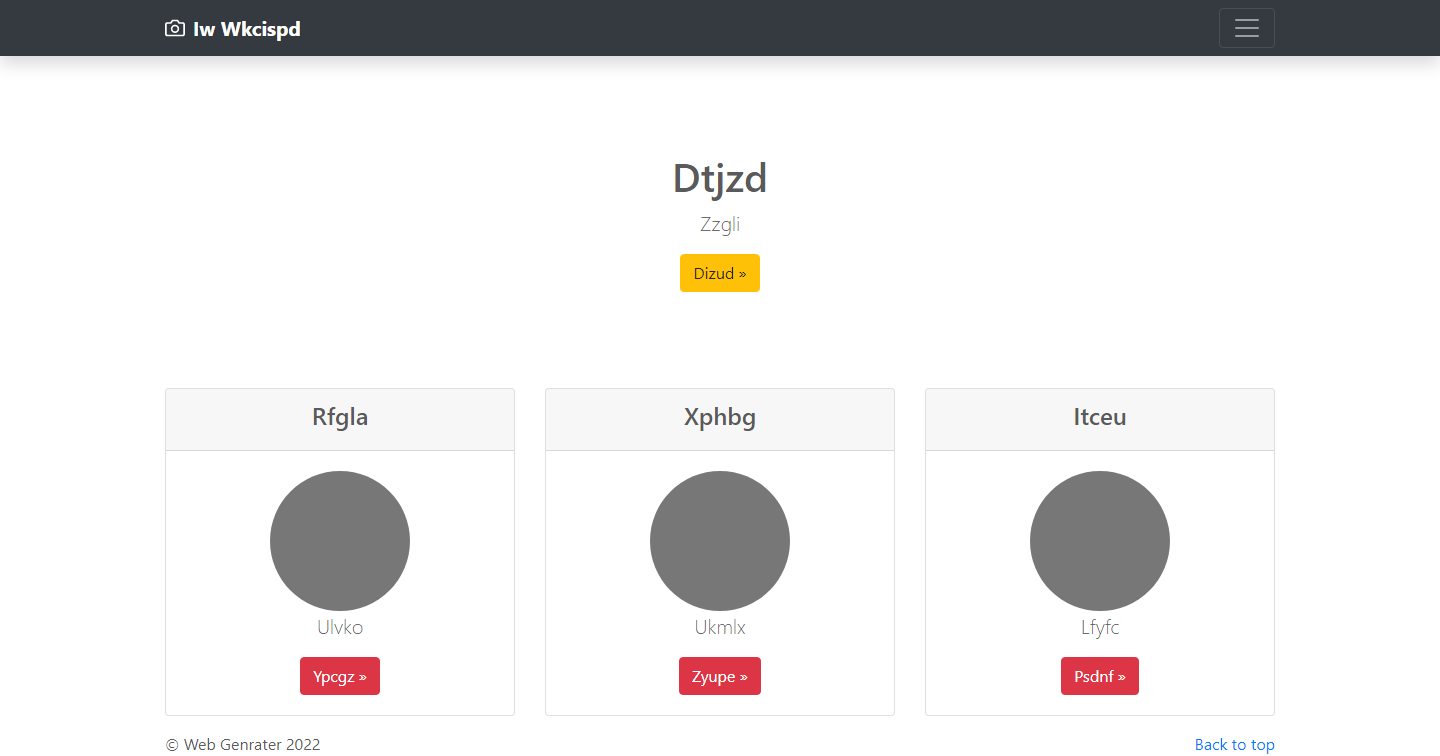 Iw Wkcispd
Dtjzd
Zzgli
Dizud »
Rfgla
Xphbg
Itceu
Ulvko
Ukmlx
Lfyfc
Ypcgz »
Zyupe »
Psdnf »
© Web Genrater 2022
Back to top